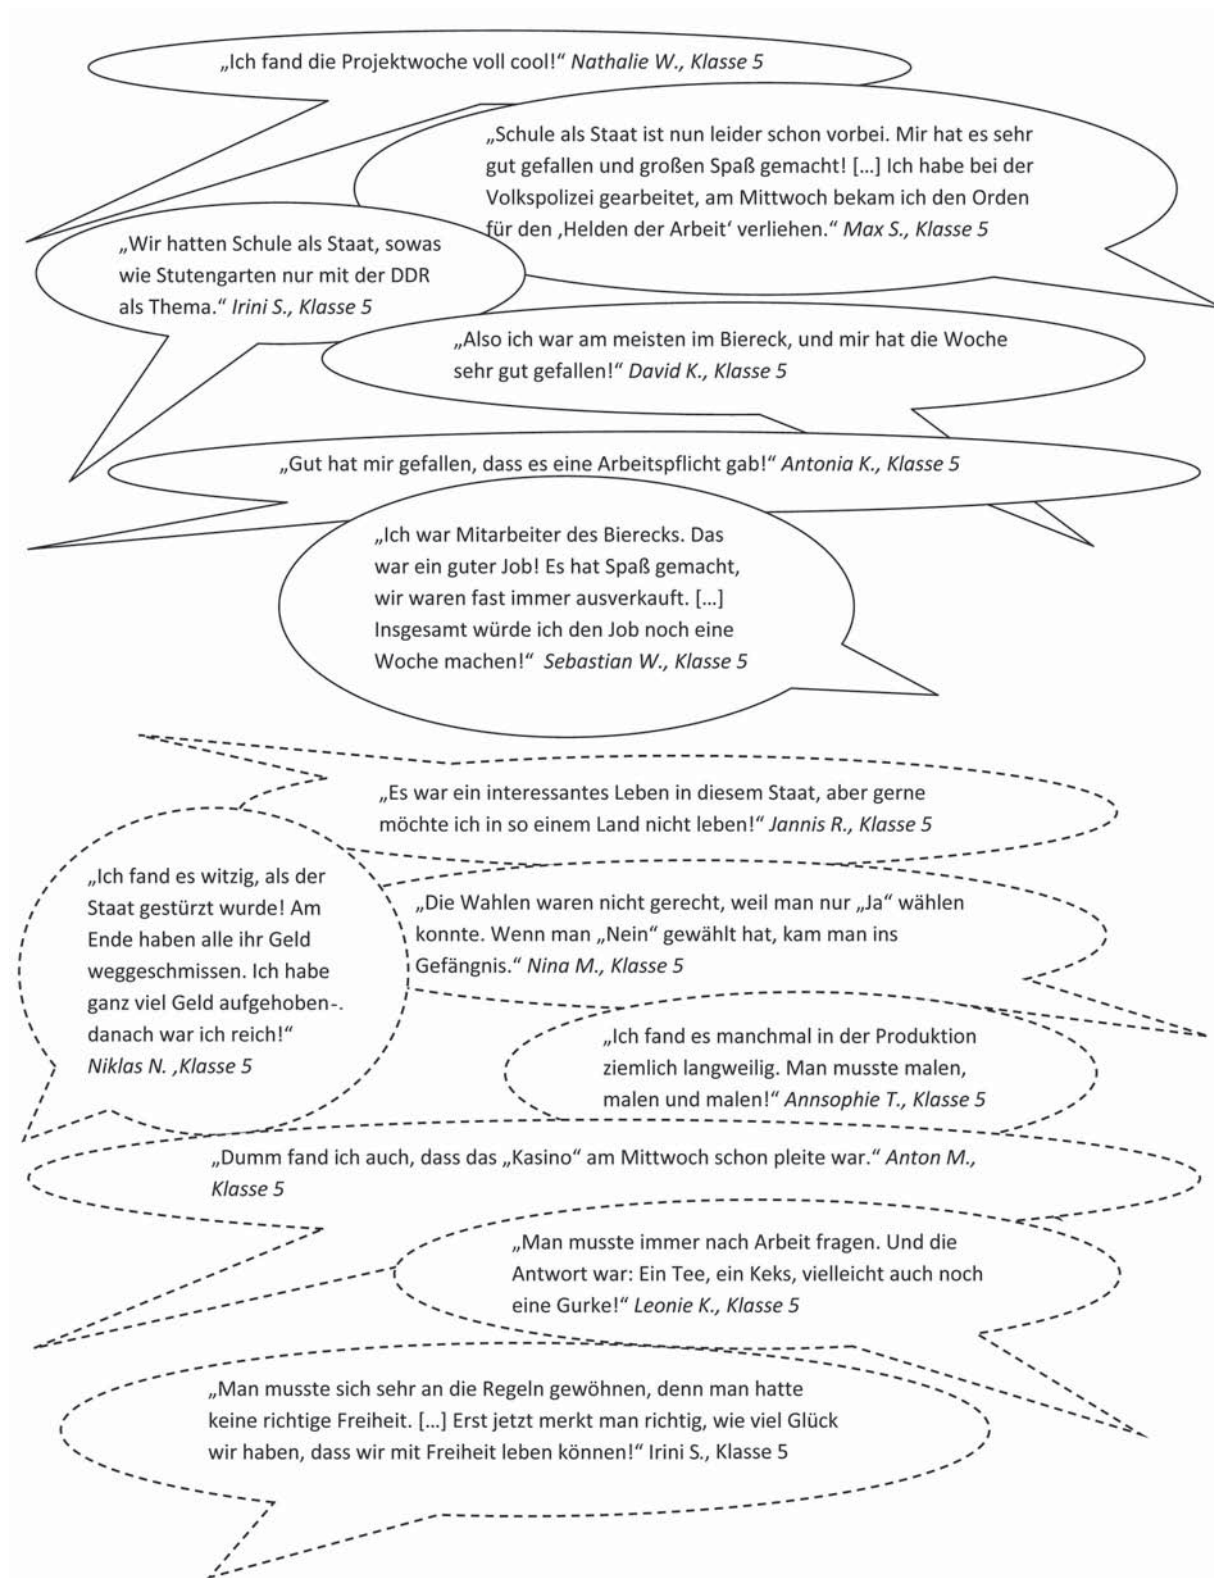 „Ich fand die Projektwoche voll cool!“ Nathalie W., Klasse 5
„Schule als Staat ist nun leider schon vorbei. Mir hat es sehr
gut gefallen und großen Spaß gemacht! [...] Ich habe bei der
Volkspolizei gearbeitet, am Mittwoch bekam ich den Orden
für den ‚Helden der Arbeit‘ verliehen.“ Max S., Klasse 5
„Wir hatten Schule als Staat, sowas
wie Stutengarten nur mit der DDR
als Thema.“ Irini S., Klasse 5
„Also ich war am meisten im Biereck, und mir hat die Woche
sehr gut gefallen!“ David K., Klasse 5
„Gut hat mir gefallen, dass es eine Arbeitspflicht gab!“ Antonia K., Klasse 5
„Ich war Mitarbeiter des Bierecks. Das
war ein guter Job! Es hat Spaß gemacht,
wir waren fast immer ausverkauft. [...]
Insgesamt würde ich den Job noch eine
Woche machen!“ Sebastian W., Klasse 5
„Es war ein interessantes Leben in diesem Staat, aber gerne
möchte ich in so einem Land nicht leben!“ Jannis R., Klasse 5
„Ich fand es witzig, als der
Staat gestürzt wurde! Am
Ende haben alle ihr Geld
weggeschmissen. Ich habe
ganz viel Geld aufgehoben-.
danach war ich reich!“
Niklas N. ,Klasse 5
„Die Wahlen waren nicht gerecht, weil man nur „Ja“ wählen
konnte. Wenn man „Nein“ gewählt hat, kam man ins
Gefängnis.“ Nina M., Klasse 5
„Ich fand es manchmal in der Produktion
ziemlich langweilig. Man musste malen,
malen und malen!“ Annsophie T., Klasse 5
„Dumm fand ich auch, dass das „Kasino“ am Mittwoch schon pleite war.“ Anton M.,
Klasse 5
„Man musste immer nach Arbeit fragen. Und die
Antwort war: Ein Tee, ein Keks, vielleicht auch noch
eine Gurke!“ Leonie K., Klasse 5
„Man musste sich sehr an die Regeln gewöhnen, denn man hatte
keine richtige Freiheit. [...] Erst jetzt merkt man richtig, wie viel Glück
wir haben, dass wir mit Freiheit leben können!“ Irini S., Klasse 5